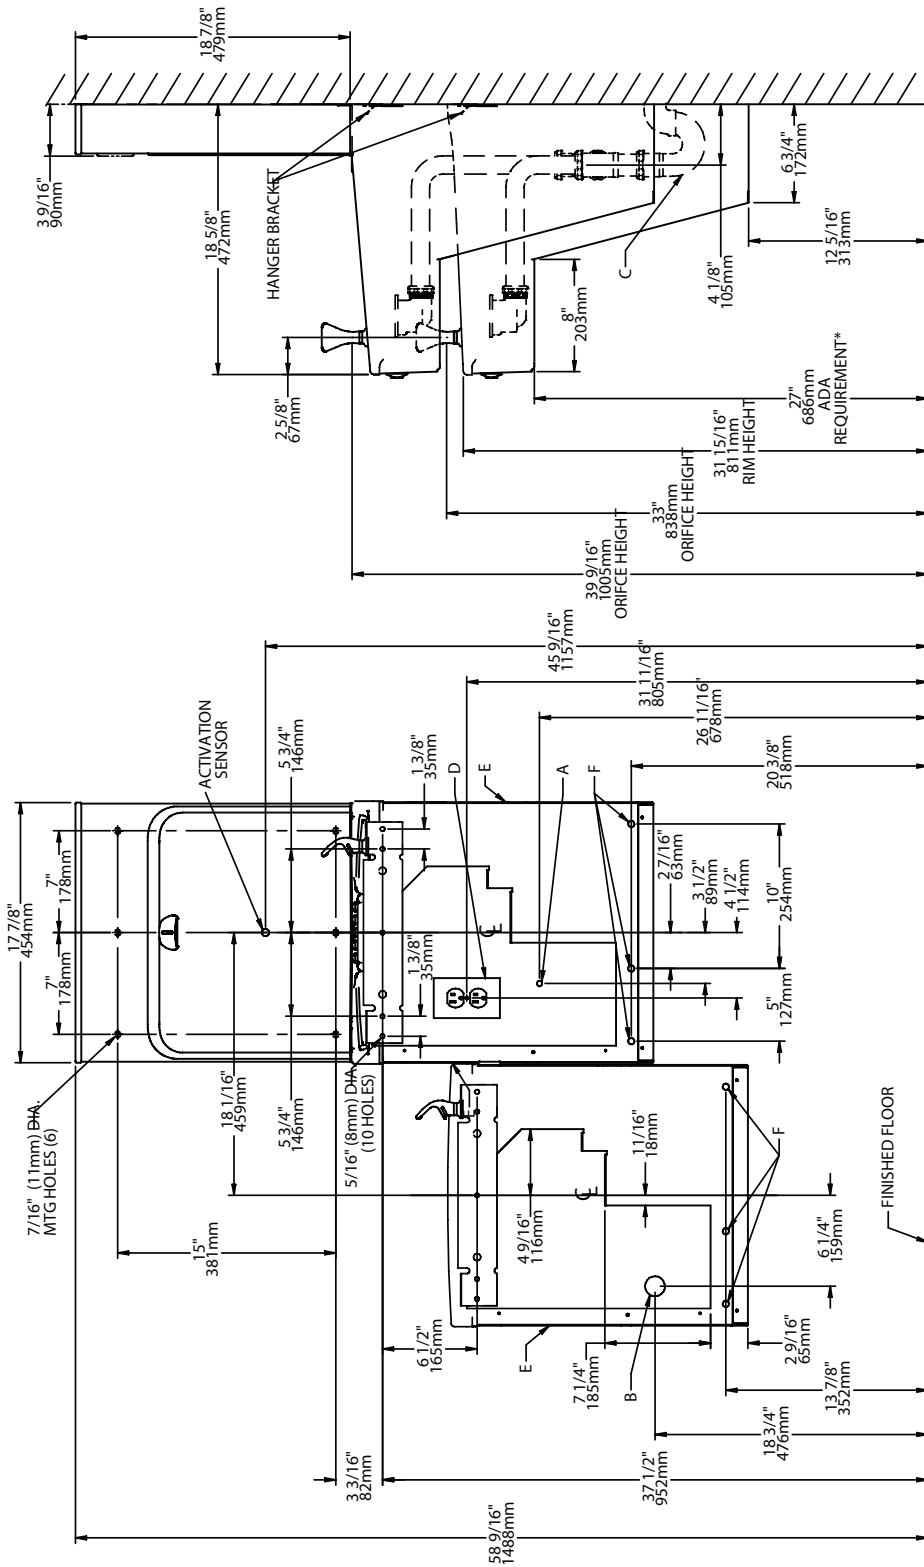 18 7/8"
479mm
3 9/16"
90mm
18 5/8"
472mm
HANGER BRACKET
2 5/8"
67mm
8"
203mm
C
4 1/8"
105mm
6 3/4"
172mm
12 5/16"
313mm
27"
686mm
ADA
REQUIREMENT*
31 15/16"
811mm
RIM HEIGHT
33"
838mm
ORIFICE HEIGHT
39 9/16"
1005mm
ORIFCE HEIGHT
17 7/8"
454mm
7"
178mm
7"
178mm
7/16" (11mm) DIA.
MTG HOLES (6)
ACTIVATION
SENSOR
5 3/4"
146mm
1 3/8"
35mm
D
E
A
F
45 9/16"
1157mm
31 11/16"
805mm
26 11/16"
678mm
20 3/8"
518mm
18 1/16"
459mm
5 3/4"
146mm
1 3/8"
35mm
5/16" (8mm) DIA
(10 HOLES)
CL
2 7/16"
63mm
3 1/2"
89mm
4 1/2"
114mm
10"
254mm
5"
127mm
15"
381mm
4 9/16"
116mm
CL
11/16"
18mm
F
6 1/4"
159mm
FINISHED FLOOR
6 1/2"
165mm
E
7 1/4"
185mm
B
2 9/16"
65mm
13 7/8"
352mm
18 3/4"
476mm
3 3/16"
82mm
37 1/2"
952mm
58 9/16"
1488mm